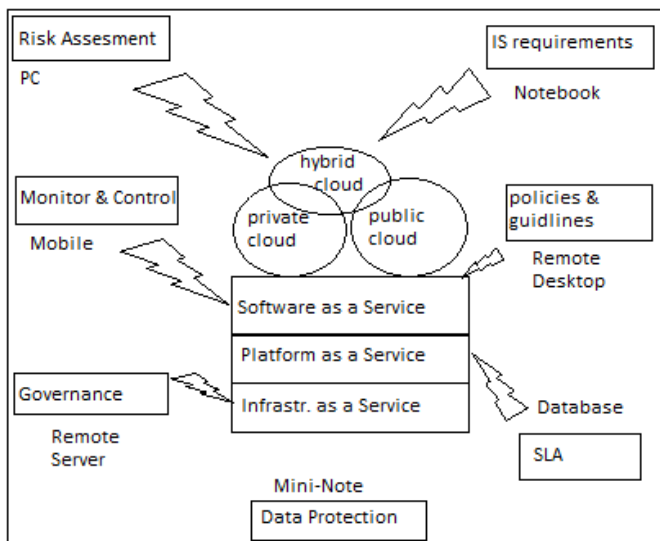 Risk Assesment
PC
IS requirements
Notebook
hybrid
cloud
private
cloud
public
cloud
Monitor & Control
Mobile
policies &
guidlines
Remote
Desktop
Software as a Service
Platform as a Service
Infrastr. as a Service
Governance
Remote
Server
Database
SLA
Mini-Note
Data Protection